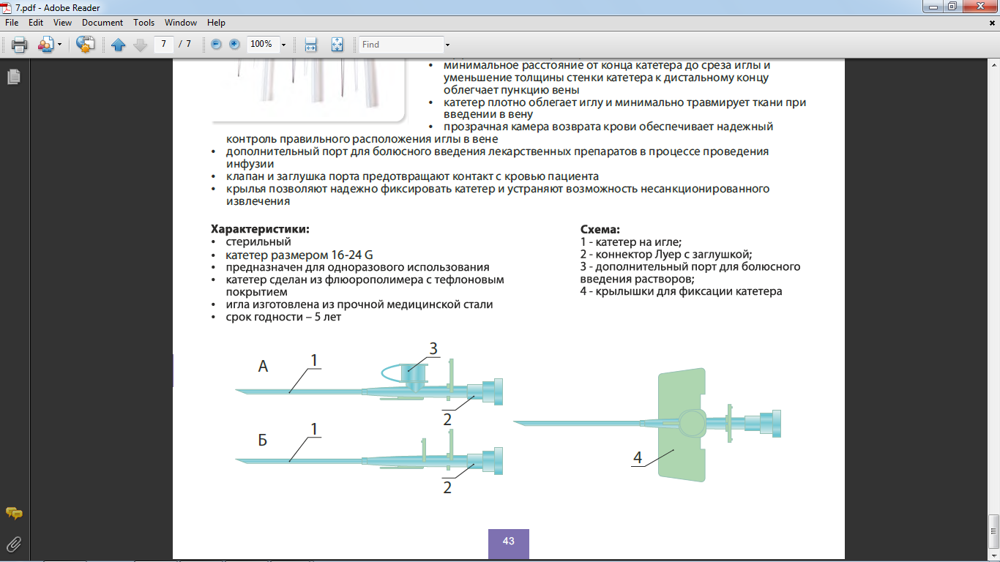 7.pdf - Adobe Reader
File Edit View Document Tools Window Help
7 / 7 100% Find
• минимальное расстояние от конца катетера до среза иглы и
уменьшение толщины стенки катетера к дистальному концу
облегчает пункцию вены
• катетер плотно облегает иглу и минимально травмирует ткани при
введении в вену
• прозрачная камера возврата крови обеспечивает надежный
контроль правильного расположения иглы в вене
• дополнительный порт для болюсного введения лекарственных препаратов в процессе проведения
инфузии
• клапан и заглушка порта предотвращают контакт с кровью пациента
• крылья позволяют надежно фиксировать катетер и устраняют возможность несанкционированного
извлечения
Характеристики:
• стерильный
• катетер размером 16-24 G
• предназначен для одноразового использования
• катетер сделан из флюорополимера с тефлоновым
покрытием
• игла изготовлена из прочной медицинской стали
• срок годности – 5 лет
Схема:
1 - катетер на игле;
2 - коннектор Луер с заглушкой;
3 - дополнительный порт для болюсного
введения растворов;
4 - крылышки для фиксации катетера
А
1
3
2
Б
1
2
4
43